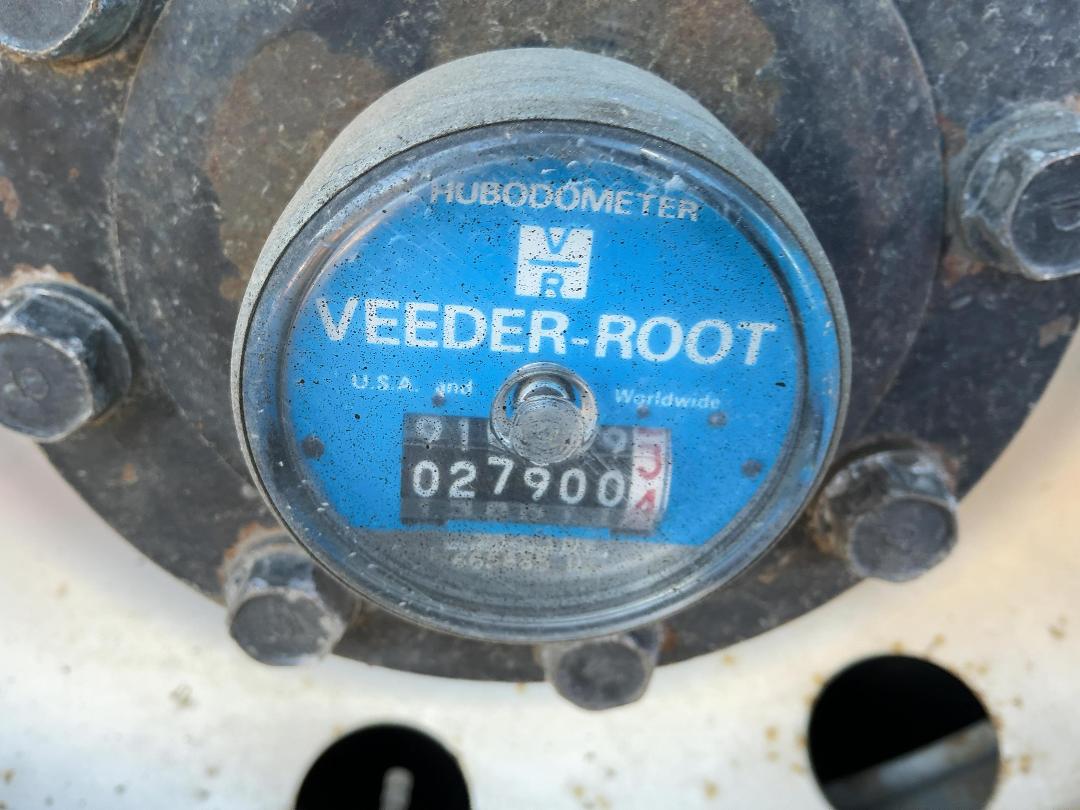 HUBODOMETER
VR
VEEDER-ROOT
U.S.A. and Worldwide
027900